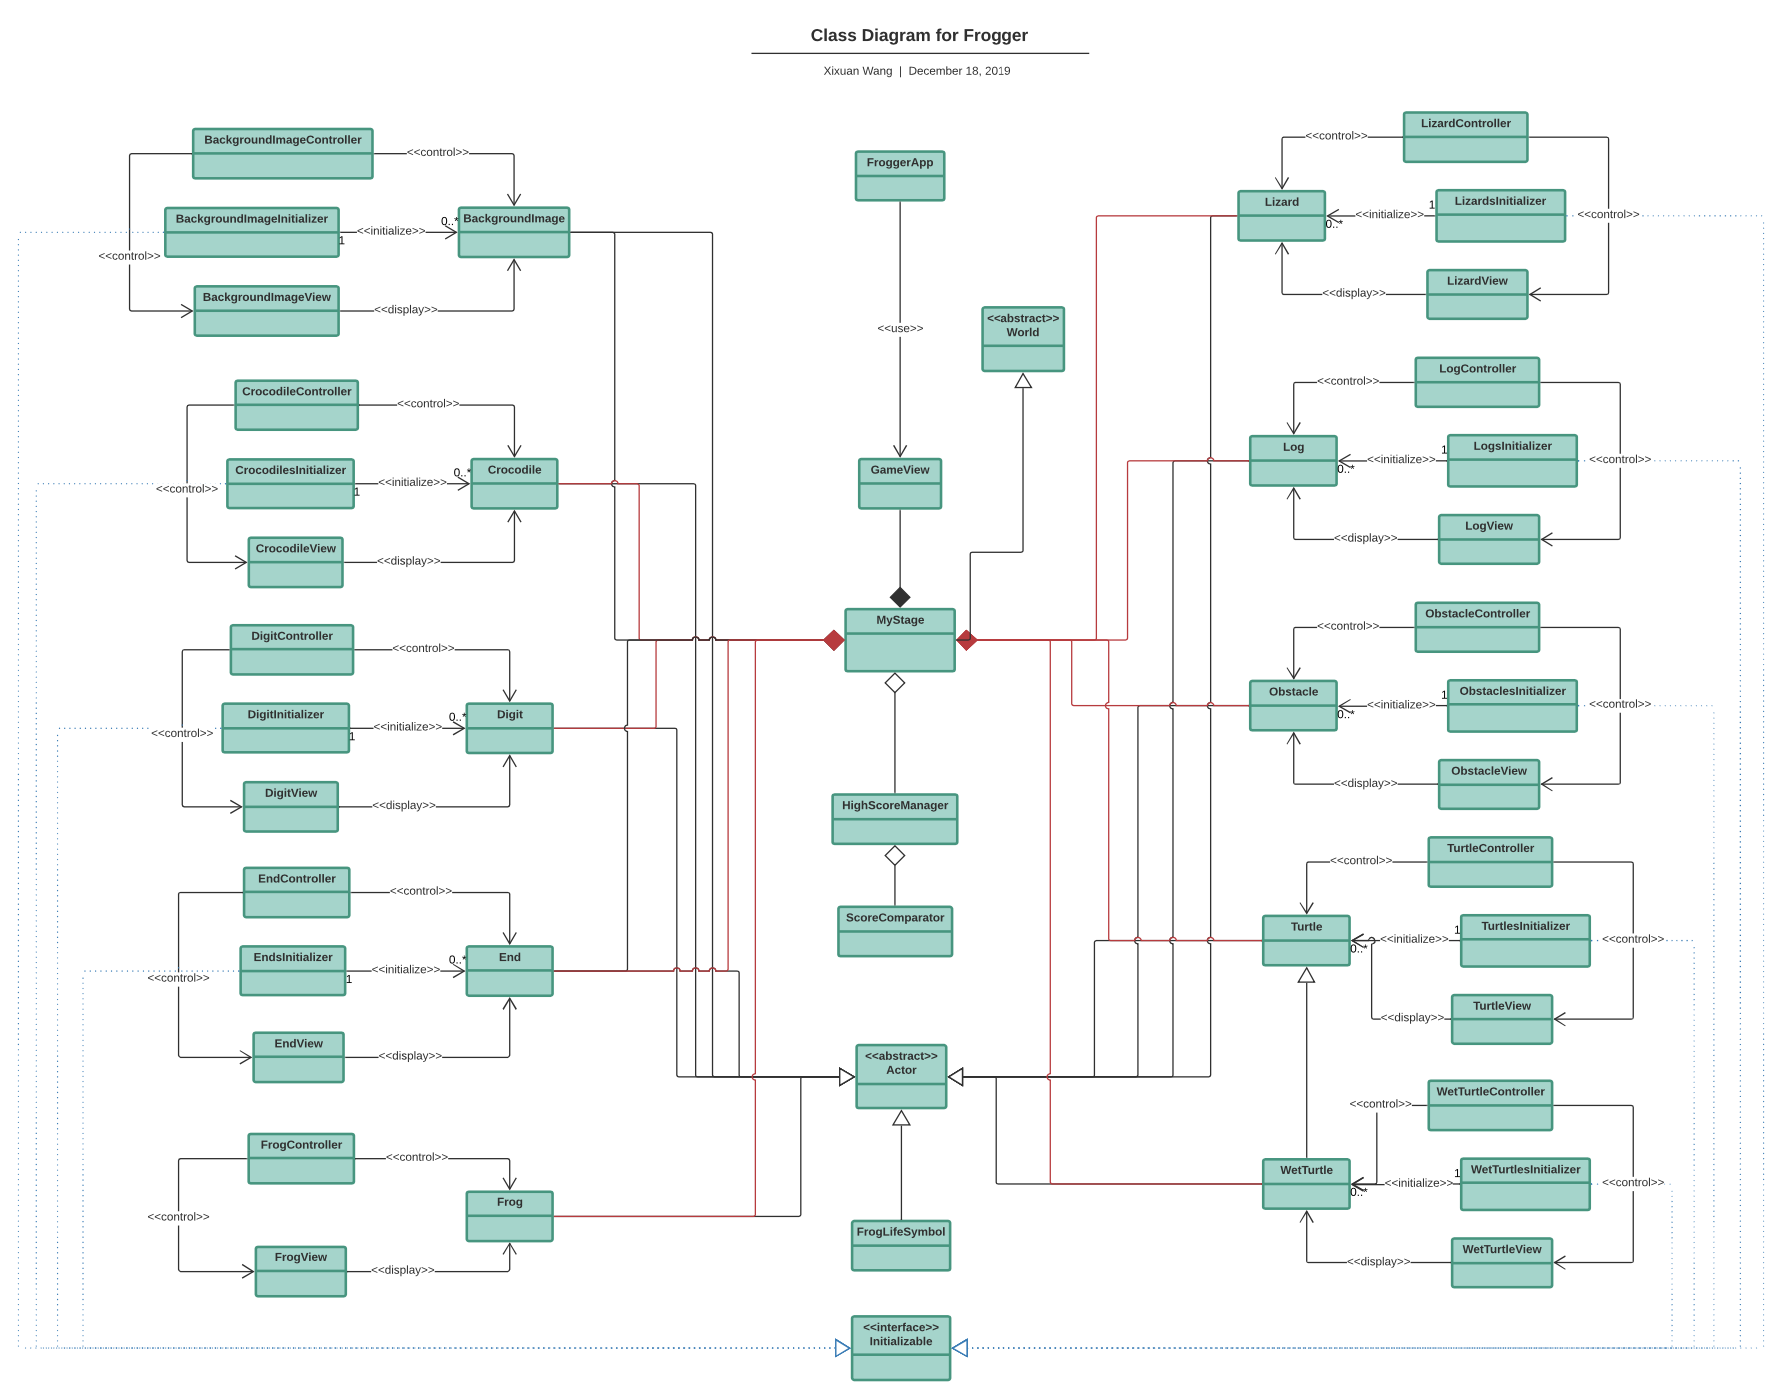 Class Diagram for Frogger
Xixuan Wang | December 18, 2019
BackgroundImageController
<<control>>
BackgroundImageInitializer
1
<<initialize>>
0..*
BackgroundImage
<<control>>
BackgroundImageView
<<display>>
CrocodileController
<<control>>
CrocodilesInitializer
1
<<initialize>>
0..*
Crocodile
<<control>>
CrocodileView
<<display>>
DigitController
<<control>>
DigitInitializer
1
<<initialize>>
0..*
Digit
<<control>>
DigitView
<<display>>
EndController
<<control>>
EndsInitializer
1
<<initialize>>
0..*
End
<<control>>
EndView
<<display>>
FrogController
<<control>>
Frog
<<control>>
FrogView
<<display>>
FroggerApp
<<use>>
<<abstract>>
World
GameView
MyStage
HighScoreManager
ScoreComparator
<<abstract>>
Actor
FrogLifeSymbol
<<interface>>
Initializable
LizardController
<<control>>
Lizard
0..*
<<initialize>>
1
LizardsInitializer
<<control>>
LizardView
<<display>>
LogController
<<control>>
Log
0..*
<<initialize>>
1
LogsInitializer
<<control>>
LogView
<<display>>
ObstacleController
<<control>>
Obstacle
0..*
<<initialize>>
1
ObstaclesInitializer
<<control>>
ObstacleView
<<display>>
TurtleController
<<control>>
Turtle
0..*
<<initialize>>
1
TurtlesInitializer
<<control>>
TurtleView
<<display>>
WetTurtleController
<<control>>
WetTurtle
0..*
<<initialize>>
1
WetTurtlesInitializer
<<control>>
WetTurtleView
<<display>>